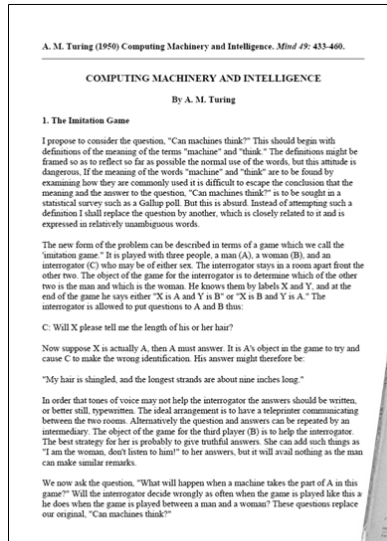 A. M. Turing (1950) Computing Machinery and Intelligence. Mind 49: 433-460.
COMPUTING MACHINERY AND INTELLIGENCE
By A. M. Turing
1. The Imitation Game
I propose to consider the question, "Can machines think?" This should begin with
definitions of the meaning of the terms "machine" and "think." The definitions might be
framed so as to reflect so far as possible the normal use of the words, but this attitude is
dangerous, If the meaning of the words "machine" and "think" are to be found by
examining how they are commonly used it is difficult to escape the conclusion that the
meaning and the answer to the question, "Can machines think?" is to be sought in a
statistical survey such as a Gallup poll. But this is absurd. Instead of attempting such a
definition I shall replace the question by another, which is closely related to it and is
expressed in relatively unambiguous words.
The new form of the problem can be described in terms of a game which we call the
'imitation game." It is played with three people, a man (A), a woman (B), and an
interrogator (C) who may be of either sex. The interrogator stays in a room apart front the
other two. The object of the game for the interrogator is to determine which of the other
two is the man and which is the woman. He knows them by labels X and Y, and at the
end of the game he says either "X is A and Y is B" or "X is B and Y is A." The
interrogator is allowed to put questions to A and B thus:
C: Will X please tell me the length of his or her hair?
Now suppose X is actually A, then A must answer. It is A's object in the game to try and
cause C to make the wrong identification. His answer might therefore be:
"My hair is shingled, and the longest strands are about nine inches long."
In order that tones of voice may not help the interrogator the answers should be written,
or better still, typewritten. The ideal arrangement is to have a teleprinter communicating
between the two rooms. Alternatively the question and answers can be repeated by an
intermediary. The object of the game for the third player (B) is to help the interrogator.
The best strategy for her is probably to give truthful answers. She can add such things as
"I am the woman, don't listen to him!" to her answers, but it will avail nothing as the man
can make similar remarks.
We now ask the question, "What will happen when a machine takes the part of A in this
game?" Will the interrogator decide wrongly as often when the game is played like this a
he does when the game is played between a man and a woman? These questions replace
our original, "Can machines think?"